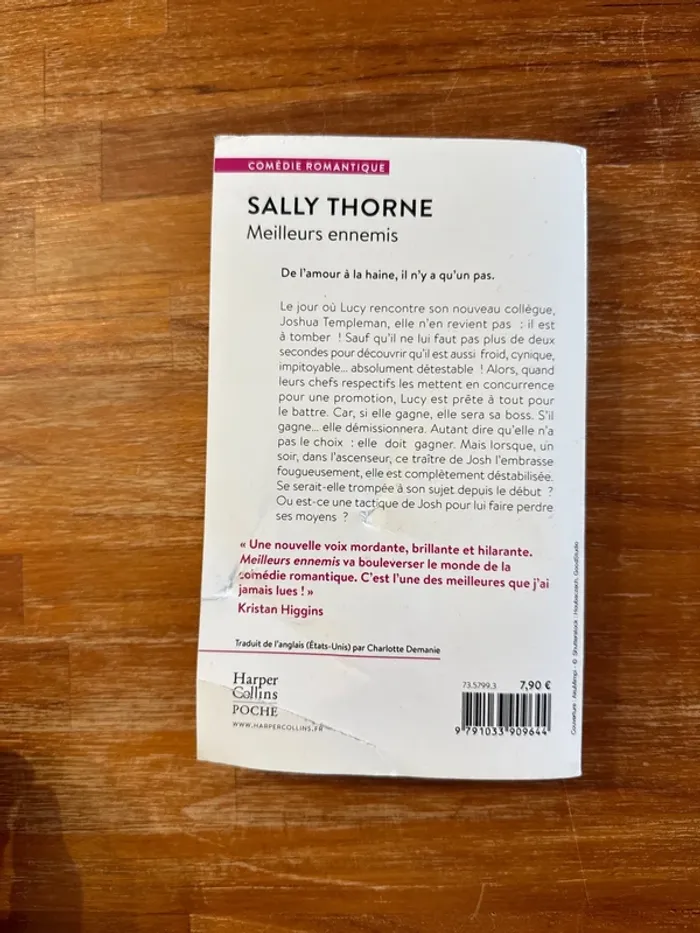 COMÉDIE ROMANTIQUE
SALLY THORNE
Meilleurs ennemis
De l'amour à la haine, il n'y a qu'un pas.
Le jour où Lucy rencontre son nouveau collègue,
Joshua Templeman, elle n'en revient pas : il est
à tomber ! Sauf qu'il ne lui faut pas plus de deux
secondes pour découvrir qu'il est aussi froid, cynique,
impitoyable... absolument détestable ! Alors, quand
leurs chefs respectifs les mettent en concurrence
pour une promotion, Lucy est prête à tout pour
le battre. Car, si elle gagne, elle sera sa boss. S'il
gagne... elle démissionnera. Autant dire qu'elle n'a
pas le choix : elle doit gagner. Mais lorsque, un
soir, dans l'ascenseur, ce traître de Josh l'embrasse
fougueusement, elle est complètement déstabilisée.
Se serait-elle trompée à son sujet depuis le début ?
Ou est-ce une tactique de Josh pour lui faire perdre
ses moyens ?
« Une nouvelle voix mordante, brillante et hilarante.
Meilleurs ennemis va bouleverser le monde de la
comédie romantique. C'est l'une des meilleures que j'ai
jamais lues ! »
Kristan Higgins
Traduit de l'anglais (États-Unis) par Charlotte Demanie
Harper
Collins
POCHE
WWW.HARPERCOLLINS.FR
73.5799.3 7,90 €
9 791033 909644
Couverture : © Shutterstock